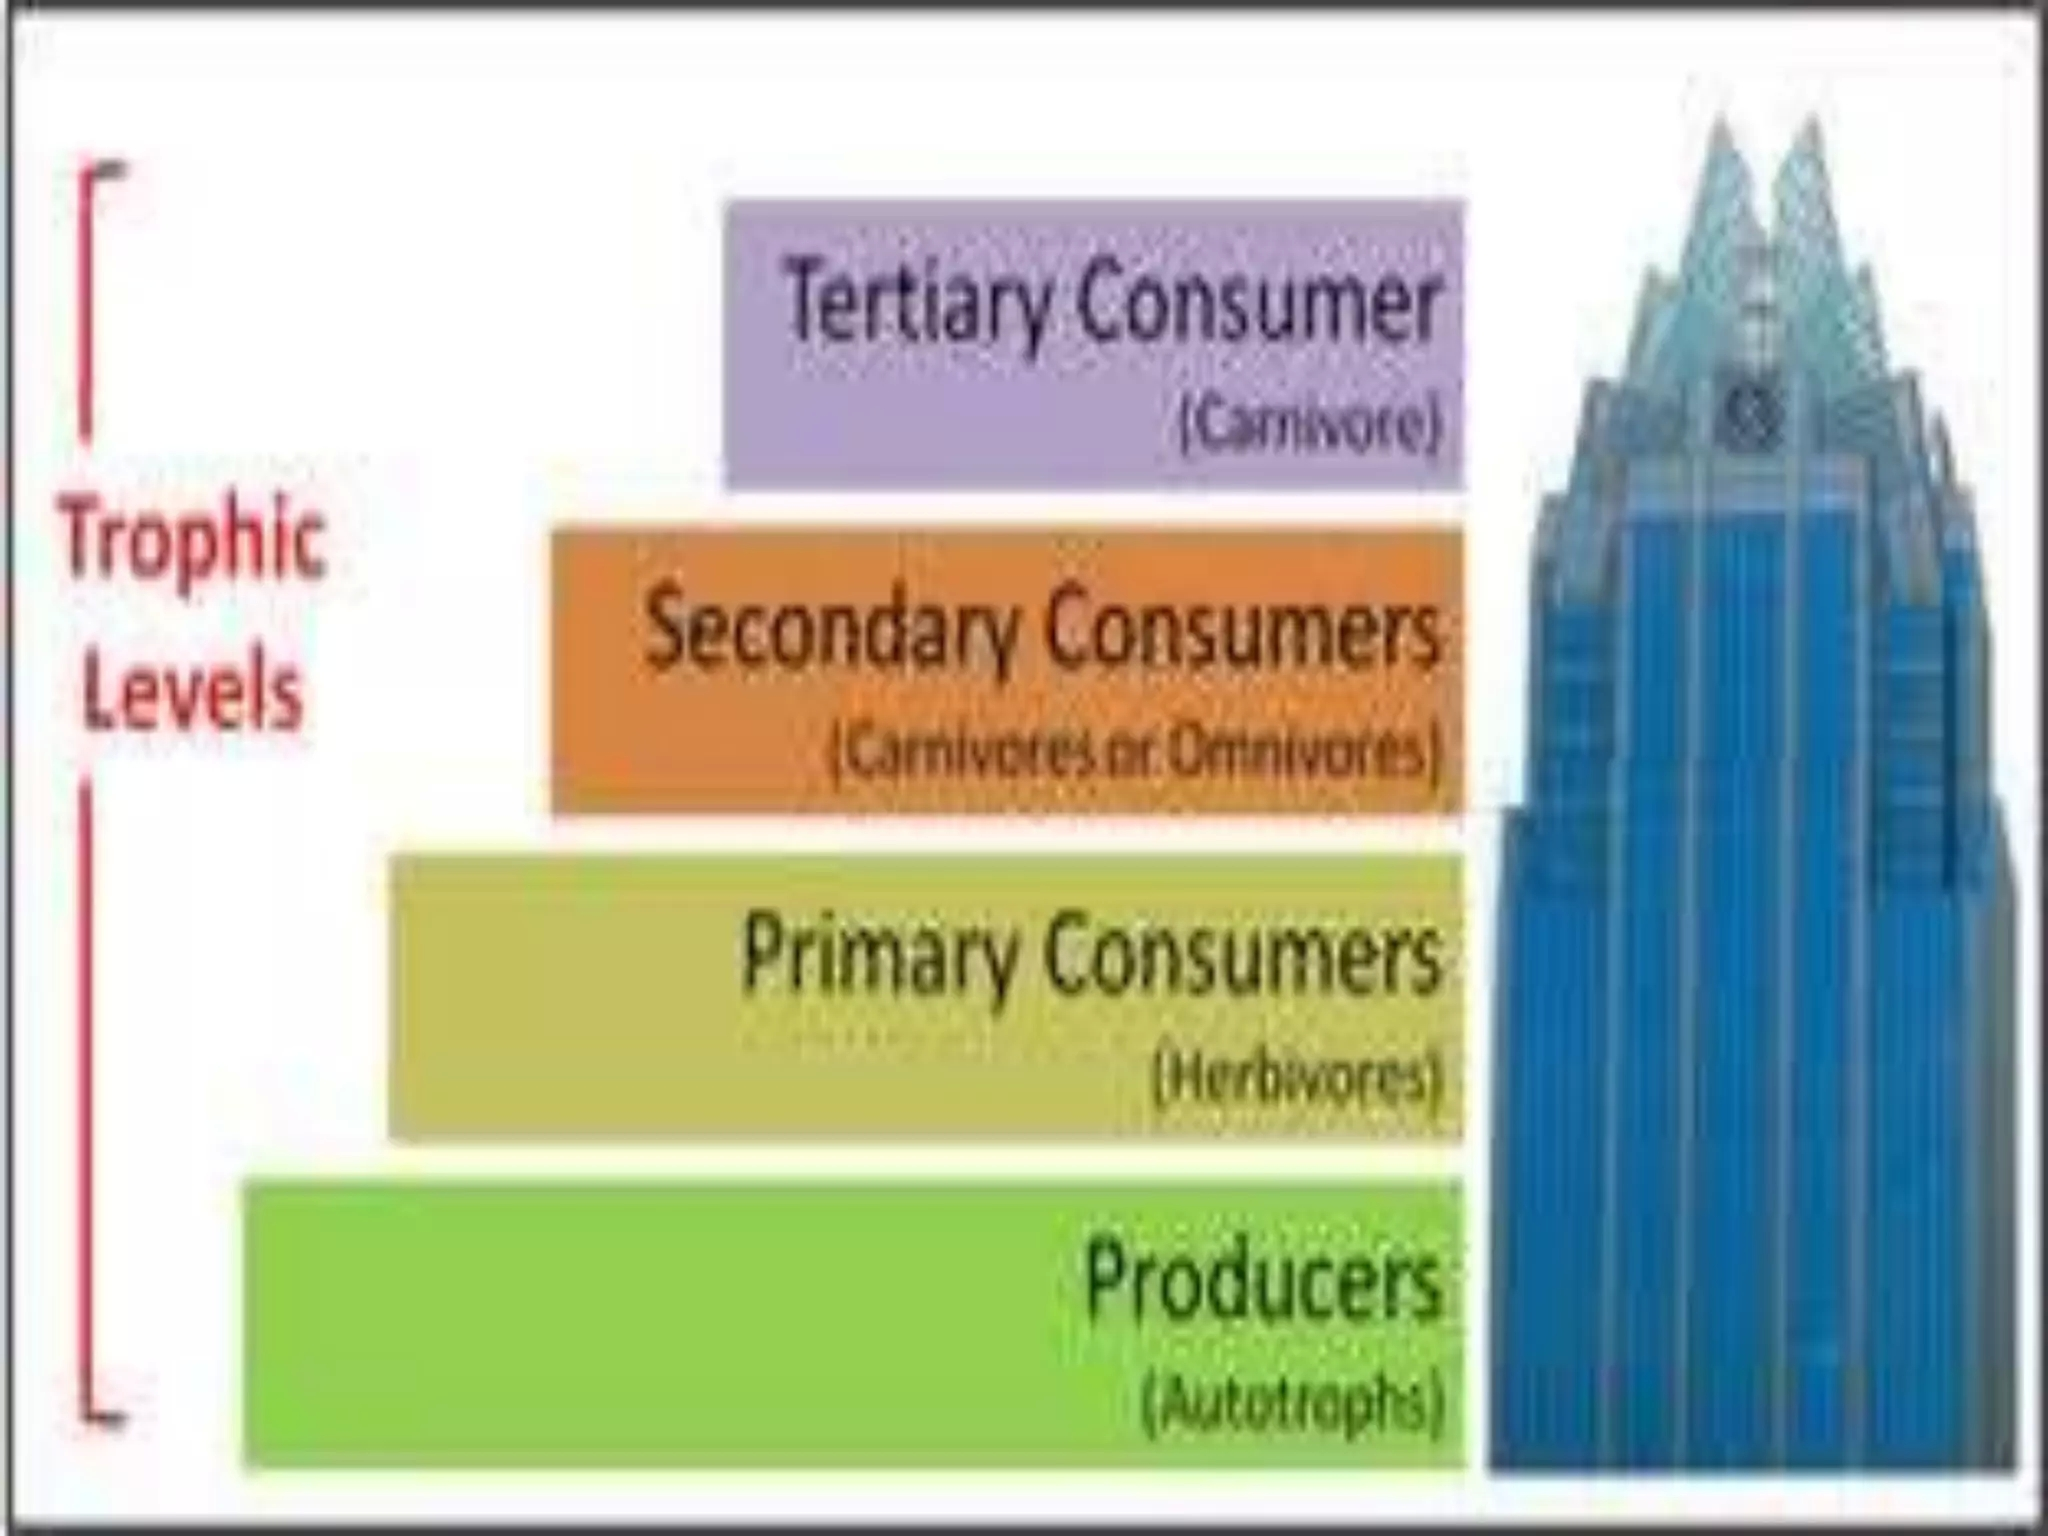 Tertiary Consumer
(Carnivore)
Trophic
Levels
Secondary Consumers
(Carnivores or Omnivores)
Primary Consumers
(Herbivores)
Producers
(Autotrophs)